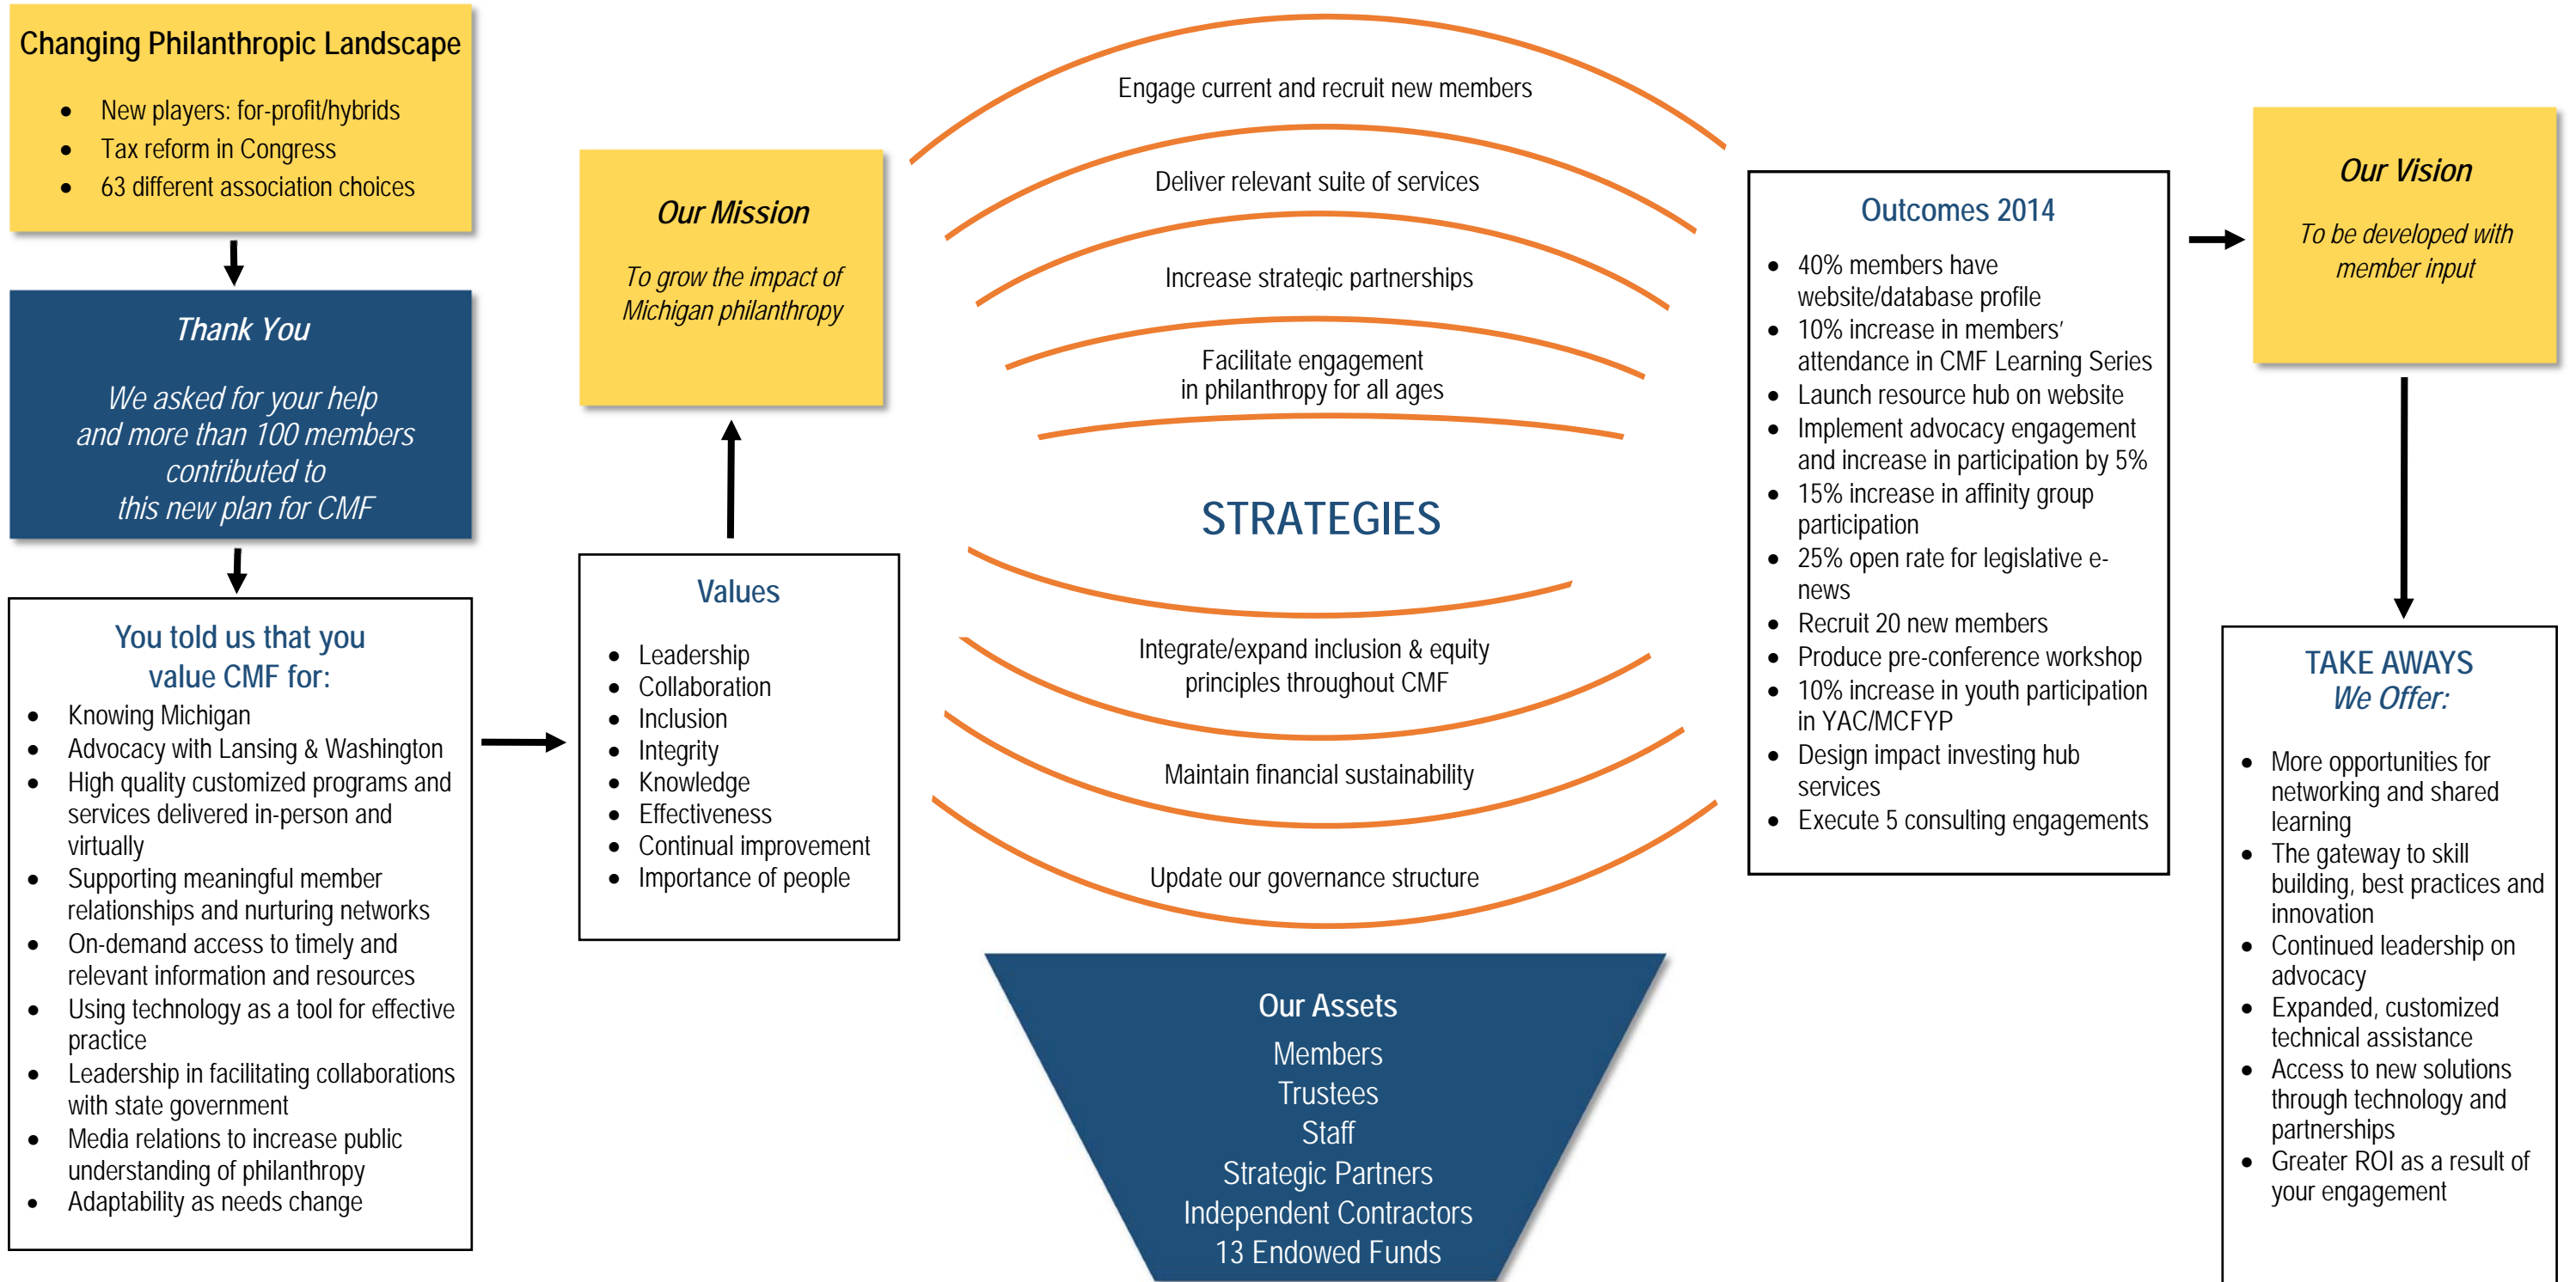 Changing Philanthropic Landscape
• New players: for-profit/hybrids
• Tax reform in Congress
• 63 different association choices
Thank You
We asked for your help
and more than 100 members
contributed to
this new plan for CMF
You told us that you
value CMF for:
• Knowing Michigan
• Advocacy with Lansing & Washington
• High quality customized programs and
services delivered in-person and
virtually
• Supporting meaningful member
relationships and nurturing networks
• On-demand access to timely and
relevant information and resources
• Using technology as a tool for effective
practice
• Leadership in facilitating collaborations
with state government
• Media relations to increase public
understanding of philanthropy
• Adaptability as needs change
Our Mission
To grow the impact of
Michigan philanthropy
Values
• Leadership
• Collaboration
• Inclusion
• Integrity
• Knowledge
• Effectiveness
• Continual improvement
• Importance of people
Engage current and recruit new members
Deliver relevant suite of services
Increase strategic partnerships
Facilitate engagement
in philanthropy for all ages
STRATEGIES
Integrate/expand inclusion & equity
principles throughout CMF
Maintain financial sustainability
Update our governance structure
Our Assets
Members
Trustees
Staff
Strategic Partners
Independent Contractors
13 Endowed Funds
Outcomes 2014
• 40% members have
website/database profile
• 10% increase in members’
attendance in CMF Learning Series
• Launch resource hub on website
• Implement advocacy engagement
and increase in participation by 5%
• 15% increase in affinity group
participation
• 25% open rate for legislative e-
news
• Recruit 20 new members
• Produce pre-conference workshop
• 10% increase in youth participation
in YAC/MCFYP
• Design impact investing hub
services
• Execute 5 consulting engagements
Our Vision
To be developed with
member input
TAKE AWAYS
We Offer:
• More opportunities for
networking and shared
learning
• The gateway to skill
building, best practices and
innovation
• Continued leadership on
advocacy
• Expanded, customized
technical assistance
• Access to new solutions
through technology and
partnerships
• Greater ROI as a result of
your engagement